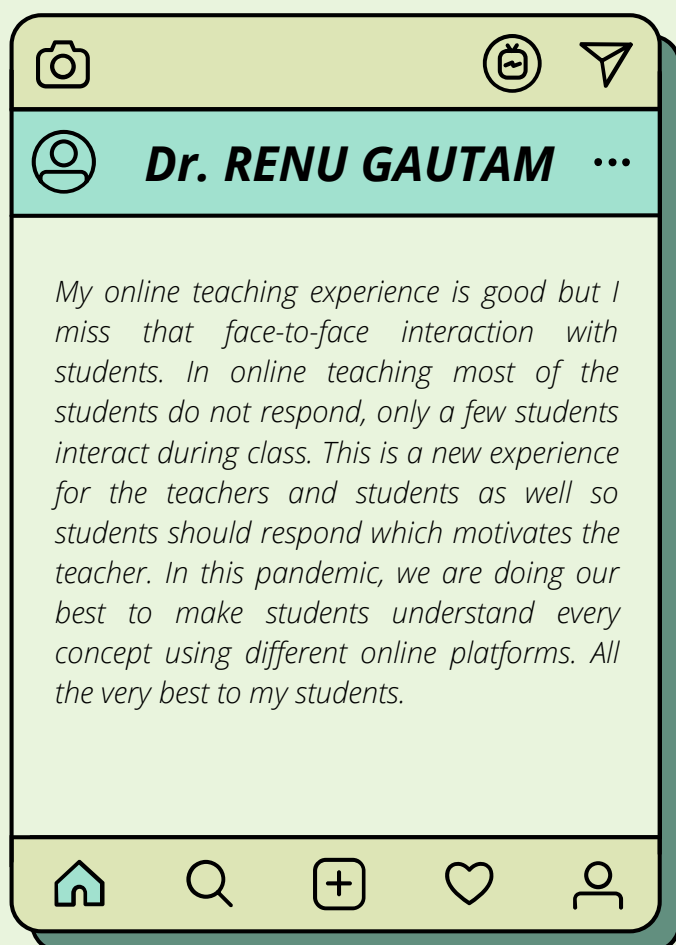 Dr. RENU GAUTAM
My online teaching experience is good but I
miss that face-to-face interaction with
students. In online teaching most of the
students do not respond, only a few students
interact during class. This is a new experience
for the teachers and students as well so
students should respond which motivates the
teacher. In this pandemic, we are doing our
best to make students understand every
concept using different online platforms. All
the very best to my students.